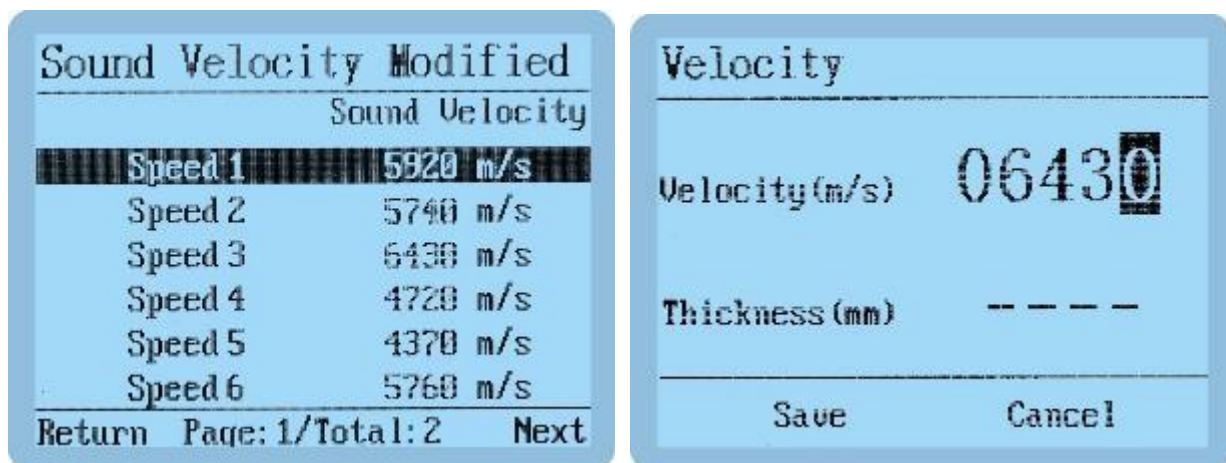 Sound Velocity Modified
Sound Velocity
Speed 1 5920 m/s
Speed 2 5740 m/s
Speed 3 6430 m/s
Speed 4 4720 m/s
Speed 5 4370 m/s
Speed 6 5760 m/s
Return Page:1/Total:2 Next
Velocity
Velocity(m/s) 06430
Thickness(mm) ----
Save Cancel